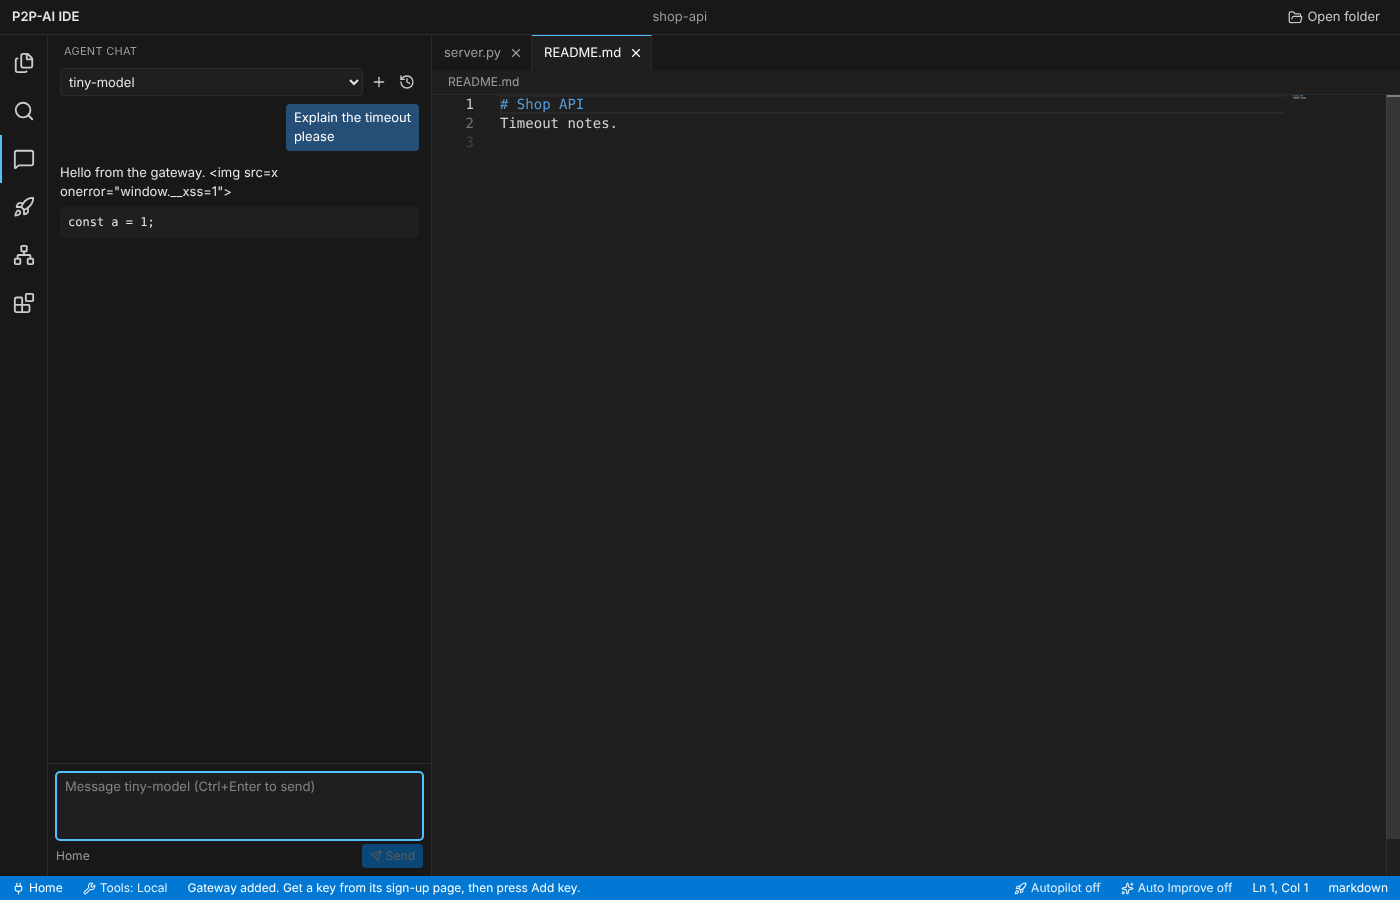 P2P-AI IDE
shop-api
Open folder
AGENT CHAT
tiny-model
Explain the timeout
please
Hello from the gateway. <img src=x
onerror="window.__xss=1">
const a = 1;
Message tiny-model (Ctrl+Enter to send)
Home
Send
server.py
README.md
README.md
1 # Shop API
2 Timeout notes.
3
Home
Tools: Local
Gateway added. Get a key from its sign-up page, then press Add key.
Autopilot off
Auto Improve off
Ln 1, Col 1
markdown